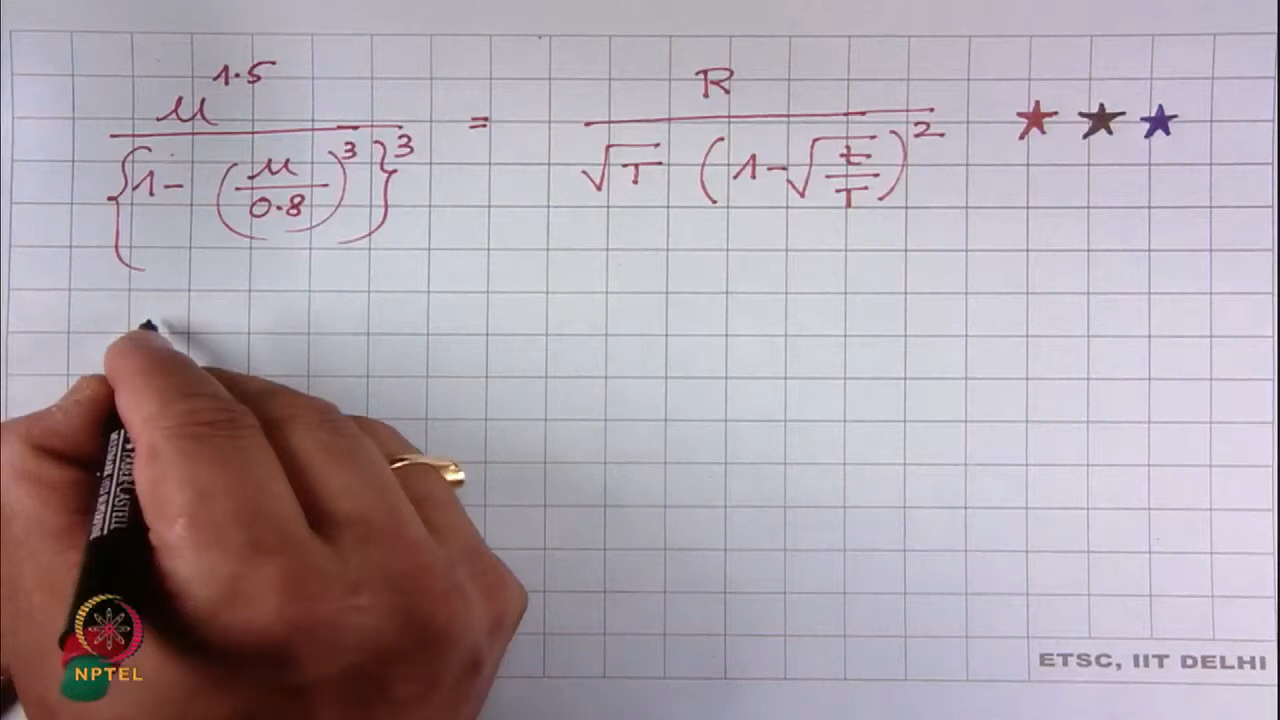 μ^1.5 / {1 - (μ/0.8)^3}^3 = R / (√T (1 - √(t/T))^2) ★ ★ ★
FABER-CASTELL
NPTEL
ETSC, IIT DELHI